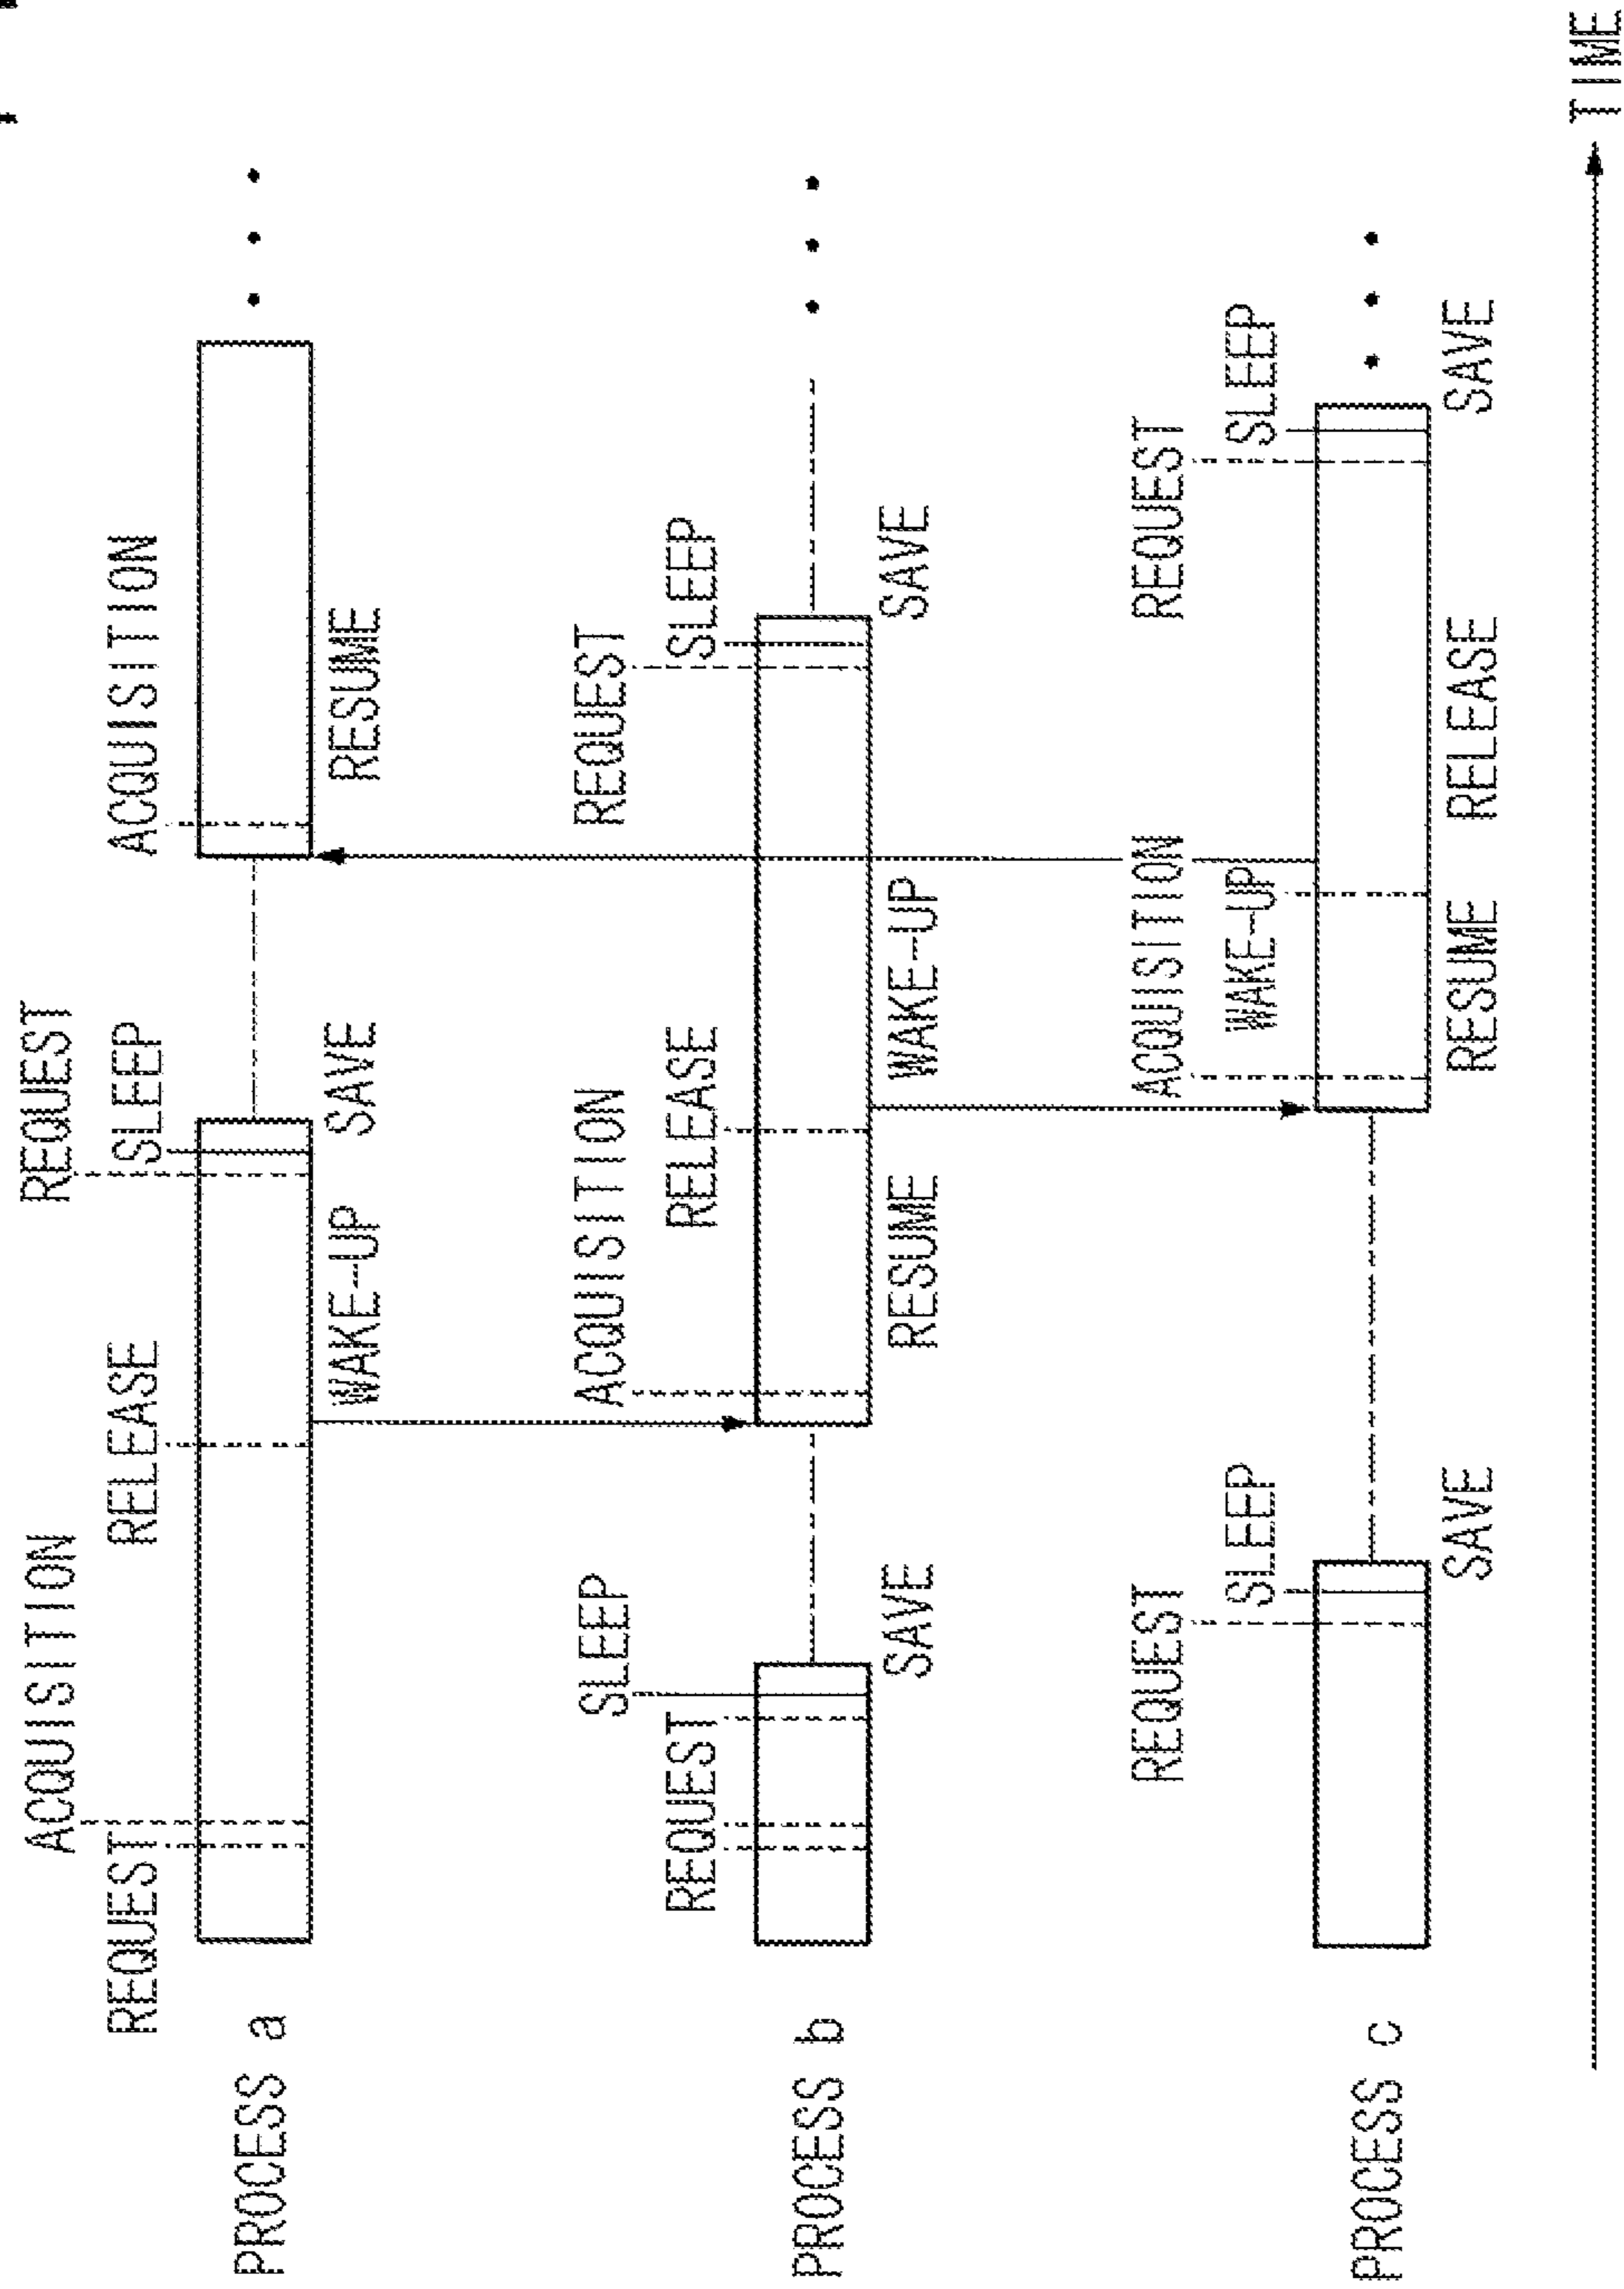 REQUEST
ACQUISITION
RELEASE
REQUEST
SLEEP
ACQUISITION
PROCESS a
WAKE-UP
SAVE
RESUME
REQUEST
SLEEP
ACQUISITION
RELEASE
REQUEST
SLEEP
PROCESS b
SAVE
RESUME
WAKE-UP
SAVE
REQUEST
SLEEP
ACQUISITION
WAKE-UP
REQUEST
SLEEP
PROCESS c
SAVE
RESUME
RELEASE
SAVE
TIME